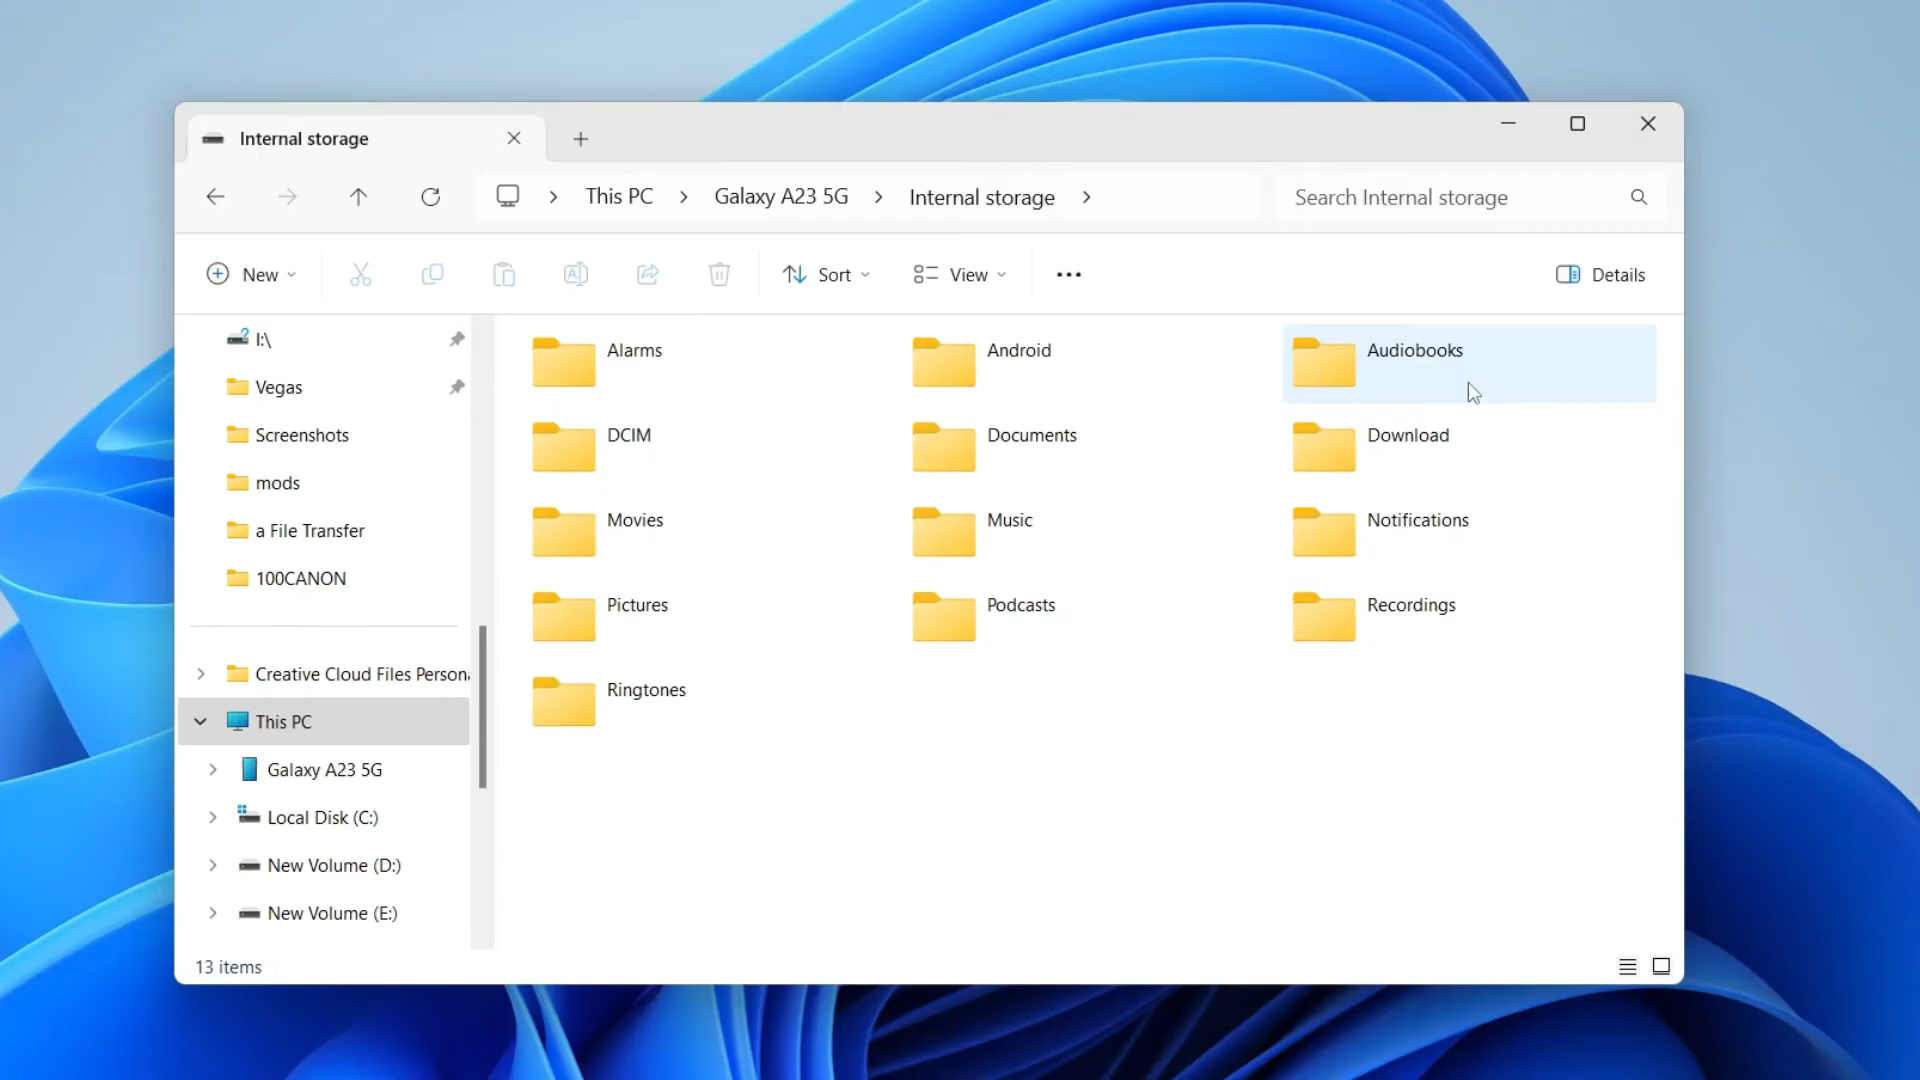 Internal storage
This PC
Galaxy A23 5G
Internal storage
Search Internal storage
New
Sort
View
Details
I:\
Vegas
Screenshots
mods
a File Transfer
100CANON
Creative Cloud Files Persona
This PC
Galaxy A23 5G
Local Disk (C:)
New Volume (D:)
New Volume (E:)
Alarms
Android
Audiobooks
DCIM
Documents
Download
Movies
Music
Notifications
Pictures
Podcasts
Recordings
Ringtones
13 items